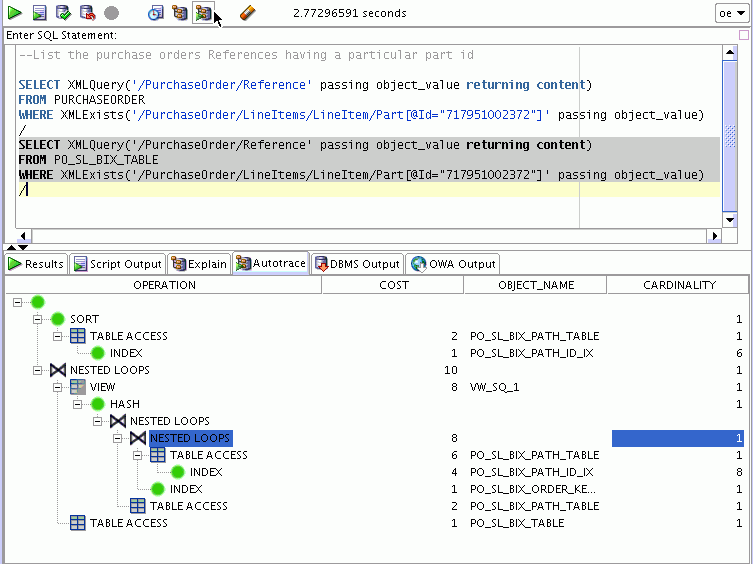 2.77296591 seconds
oe
Enter SQL Statement:
--List the purchase orders References having a particular part id
SELECT XMLQuery('/PurchaseOrder/Reference' passing object_value returning content)
FROM PURCHASEORDER
WHERE XMLExists('/PurchaseOrder/LineItems/LineItem/Part[@Id="717951002372"]' passing object_value)
/
SELECT XMLQuery('/PurchaseOrder/Reference' passing object_value returning content)
FROM PO_SL_BIX_TABLE
WHERE XMLExists('/PurchaseOrder/LineItems/LineItem/Part[@Id="717951002372"]' passing object_value)
/
Results Script Output Explain Autotrace DBMS Output OWA Output
OPERATION COST OBJECT_NAME CARDINALITY
SORT 1
TABLE ACCESS 2 PO_SL_BIX_PATH_TABLE 1
INDEX 1 PO_SL_BIX_PATH_ID_IX 6
NESTED LOOPS 10 1
VIEW 8 VW_SQ_1 1
HASH 1
NESTED LOOPS
NESTED LOOPS 8 1
TABLE ACCESS 6 PO_SL_BIX_PATH_TABLE 1
INDEX 4 PO_SL_BIX_PATH_ID_IX 8
INDEX 1 PO_SL_BIX_ORDER_KE... 1
TABLE ACCESS 2 PO_SL_BIX_PATH_TABLE 1
TABLE ACCESS 1 PO_SL_BIX_TABLE 1